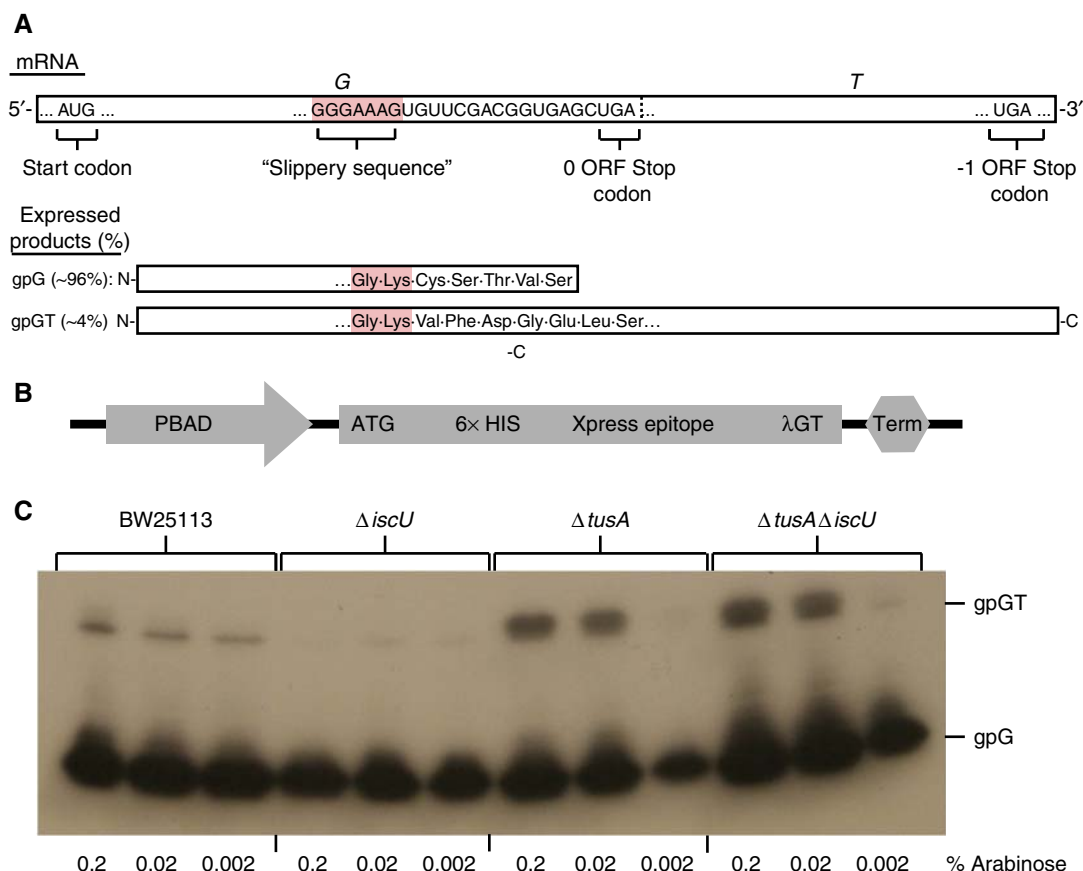 A
mRNA
G T
5′- ... AUG ... ... GGGAAAGUGUUCGACGGUGAGCUGA ... ... UGA ... -3′
Start codon "Slippery sequence" 0 ORF Stop codon -1 ORF Stop codon
Expressed products (%)
gpG (~96%): N- ...Gly·Lys·Cys·Ser·Thr·Val·Ser
gpGT (~4%) N- ...Gly·Lys·Val·Phe·Asp·Gly·Glu·Leu·Ser... -C
-C
B
PBAD ATG 6× HIS Xpress epitope λGT Term
C
BW25113 ΔiscU ΔtusA ΔtusAΔiscU
gpGT
gpG
0.2 0.02 0.002 0.2 0.02 0.002 0.2 0.02 0.002 0.2 0.02 0.002 % Arabinose